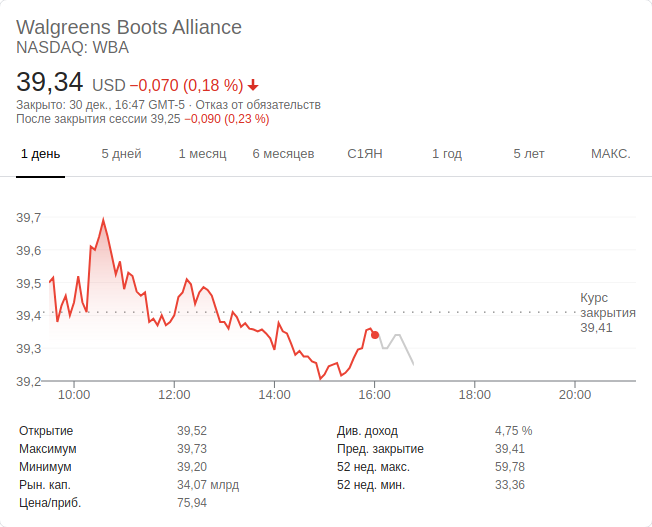 Walgreens Boots Alliance
NASDAQ: WBA
39,34 USD −0,070 (0,18 %)
Закрыто: 30 дек., 16:47 GMT-5 · Отказ от обязательств
После закрытия сессии 39,25 −0,090 (0,23 %)
1 день 5 дней 1 месяц 6 месяцев С1ЯН 1 год 5 лет МАКС.
39,7
39,6
39,5
39,4
39,3
39,2
Курс
закрытия
39,41
10:00 12:00 14:00 16:00 18:00 20:00
Открытие 39,52 Див. доход 4,75 %
Максимум 39,73 Пред. закрытие 39,41
Минимум 39,20 52 нед. макс. 59,78
Рын. кап. 34,07 млрд 52 нед. мин. 33,36
Цена/приб. 75,94